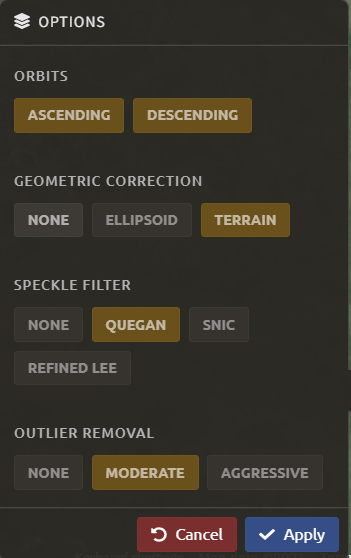 OPTIONS
ORBITS
ASCENDING DESCENDING
GEOMETRIC CORRECTION
NONE ELLIPSOID TERRAIN
SPECKLE FILTER
NONE QUEGAN SNIC
REFINED LEE
OUTLIER REMOVAL
NONE MODERATE AGGRESSIVE
Cancel Apply